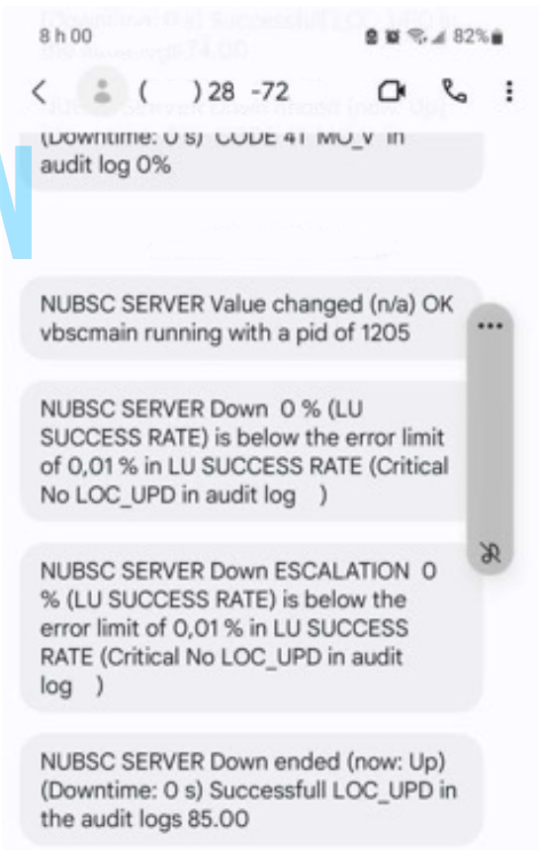 8 h 00
82%
( ) 28 -72
(Downtime: 0 s) CODE 41 MO_V in
audit log 0%
NUBSC SERVER Value changed (n/a) OK
vbscmain running with a pid of 1205
NUBSC SERVER Down 0 % (LU
SUCCESS RATE) is below the error limit
of 0,01 % in LU SUCCESS RATE (Critical
No LOC_UPD in audit log )
NUBSC SERVER Down ESCALATION 0
% (LU SUCCESS RATE) is below the
error limit of 0,01 % in LU SUCCESS
RATE (Critical No LOC_UPD in audit
log )
NUBSC SERVER Down ended (now: Up)
(Downtime: 0 s) Successfull LOC_UPD in
the audit logs 85.00